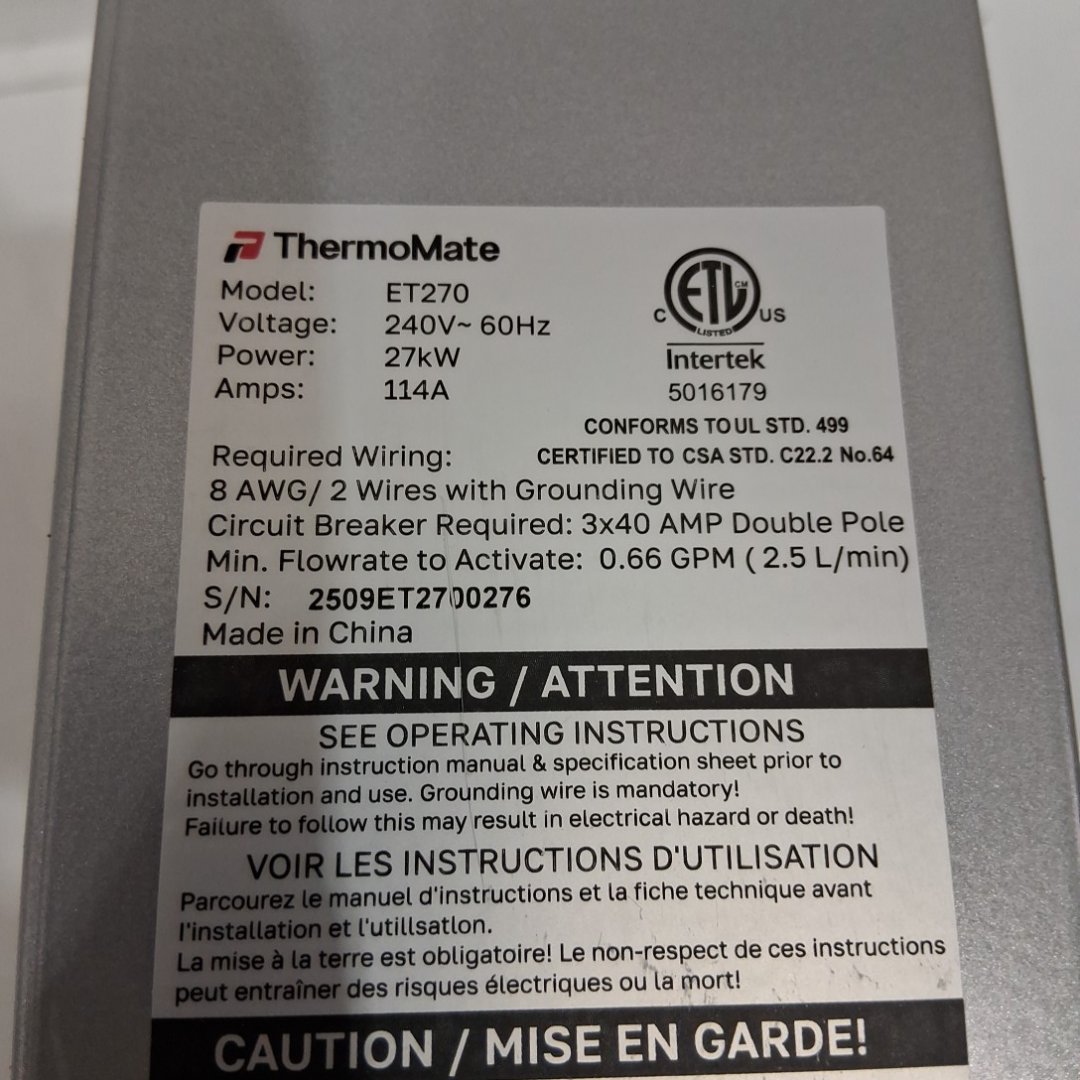 ThermoMate
Model: ET270
Voltage: 240V~ 60Hz
Power: 27kW
Amps: 114A
ETL CM
C US
LISTED
Intertek
5016179
CONFORMS TO UL STD. 499
CERTIFIED TO CSA STD. C22.2 No.64
Required Wiring:
8 AWG/ 2 Wires with Grounding Wire
Circuit Breaker Required: 3x40 AMP Double Pole
Min. Flowrate to Activate: 0.66 GPM ( 2.5 L/min)
S/N: 2509ET2700276
Made in China
WARNING / ATTENTION
SEE OPERATING INSTRUCTIONS
Go through instruction manual & specification sheet prior to
installation and use. Grounding wire is mandatory!
Failure to follow this may result in electrical hazard or death!
VOIR LES INSTRUCTIONS D'UTILISATION
Parcourez le manuel d'instructions et la fiche technique avant
l'installation et l'utillsatlon.
La mise à la terre est obligatoire! Le non-respect de ces instructions
peut entraîner des risques électriques ou la mort!
CAUTION / MISE EN GARDE!